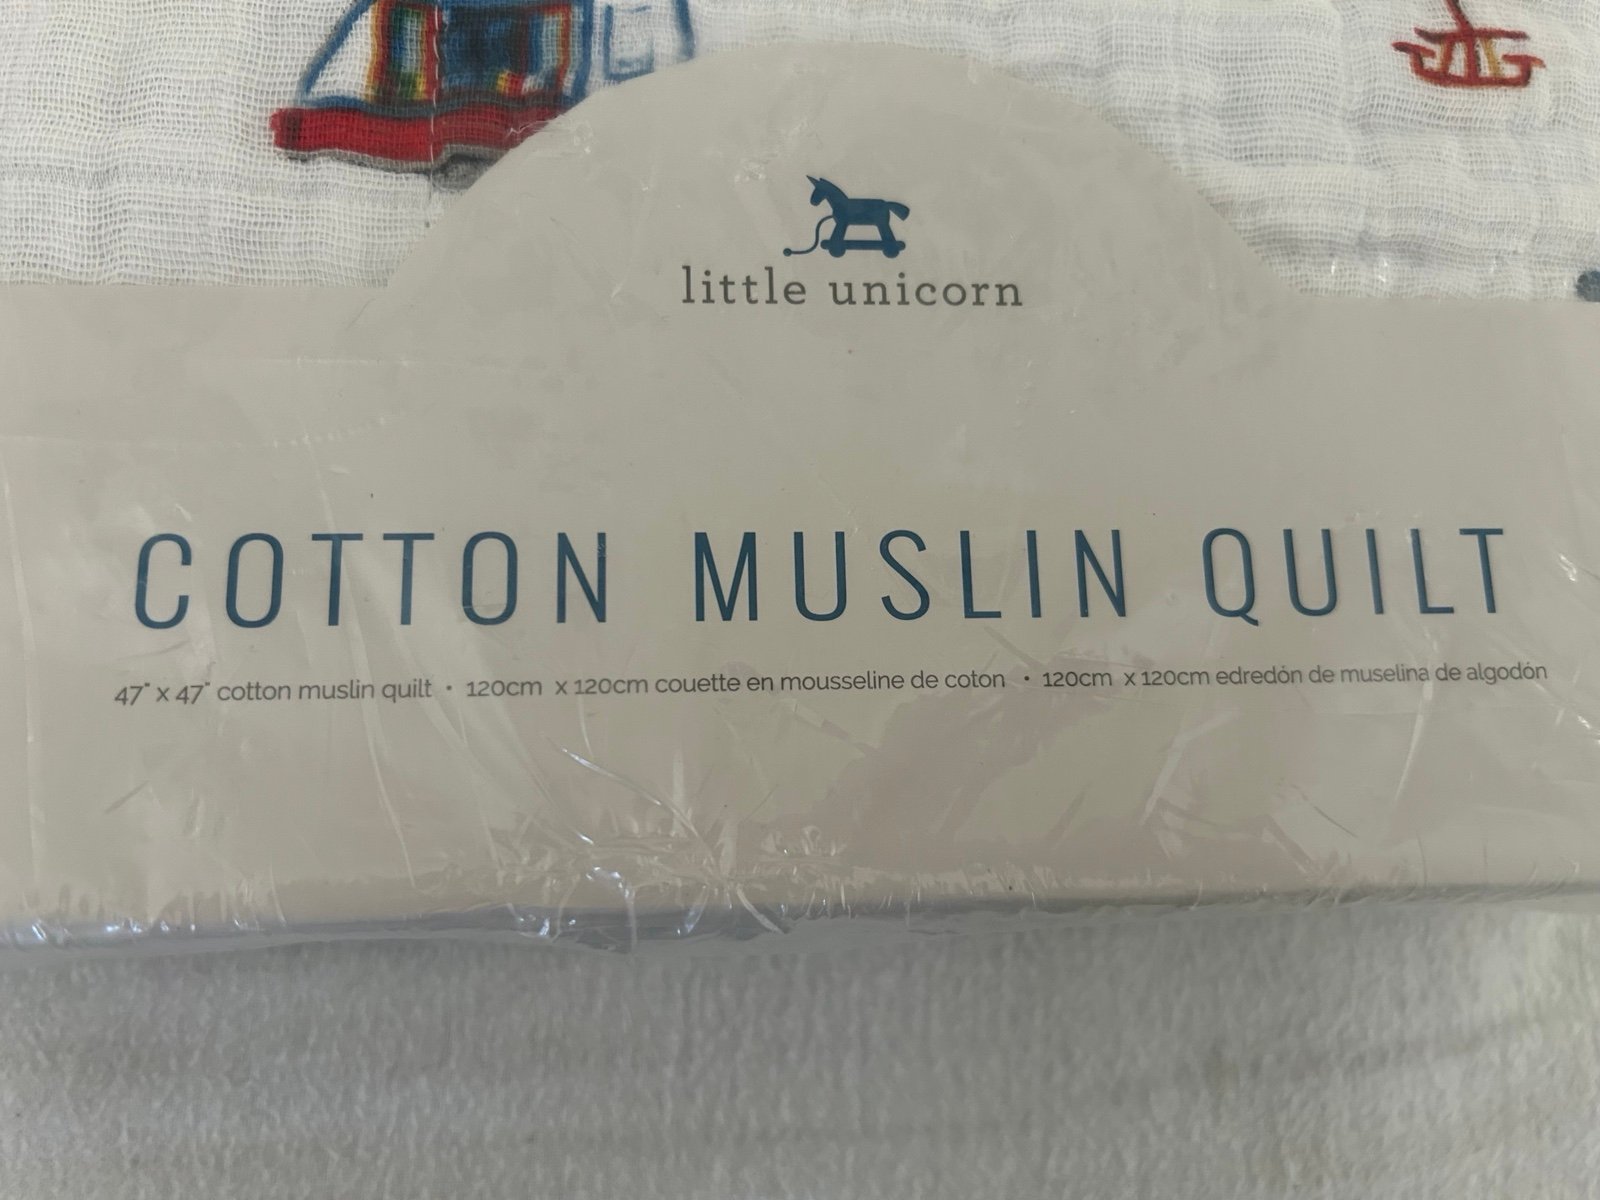 little unicorn
COTTON MUSLIN QUILT
47" x 47" cotton muslin quilt • 120cm x 120cm couette en mousseline de coton • 120cm x 120cm edredón de muselina de algodón